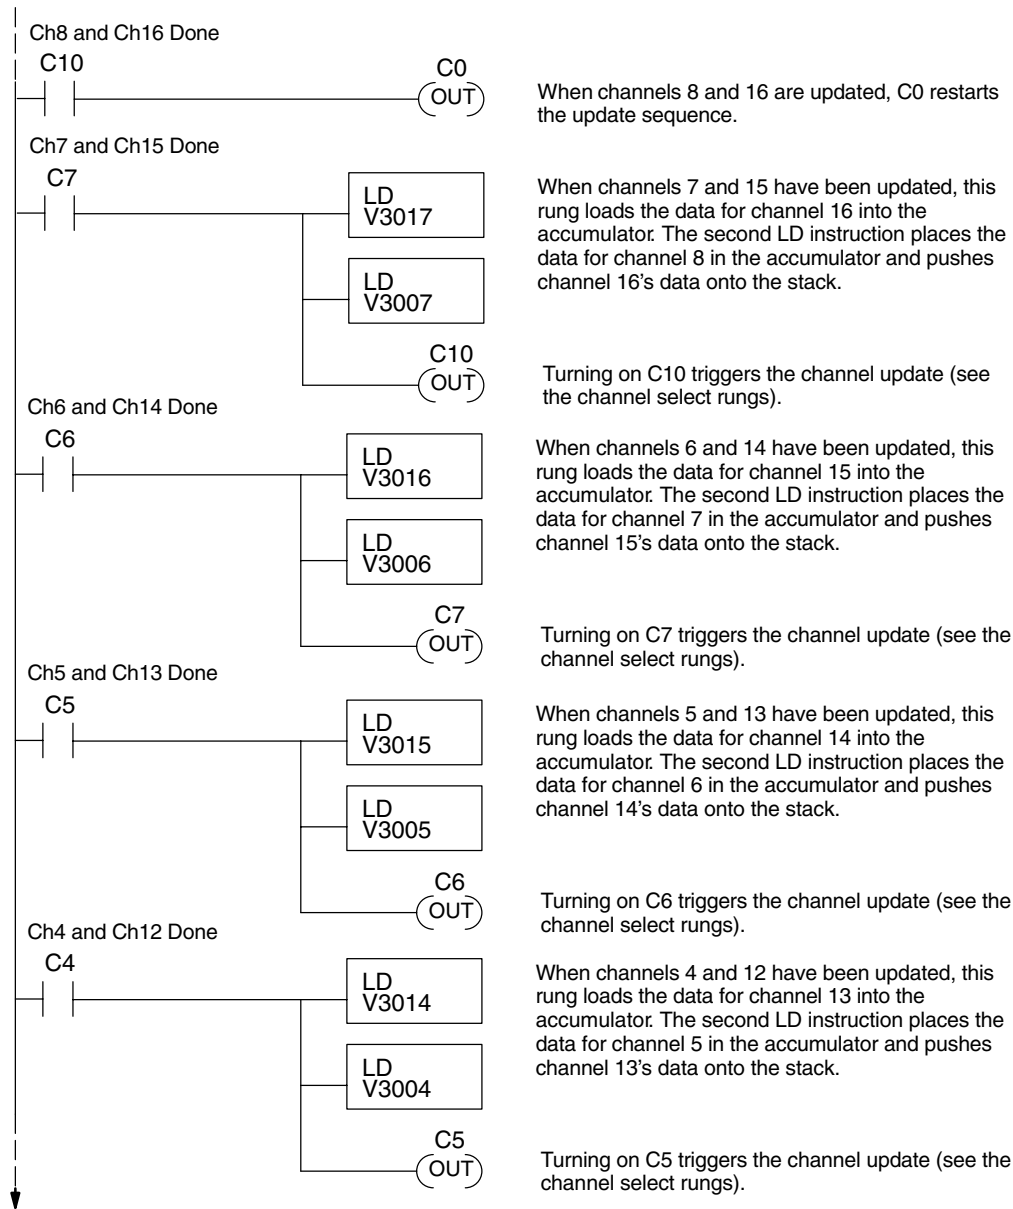 Ch8 and Ch16 Done
C10
C0
OUT
When channels 8 and 16 are updated, C0 restarts
the update sequence.
Ch7 and Ch15 Done
C7
LD
V3017
When channels 7 and 15 have been updated, this
rung loads the data for channel 16 into the
accumulator. The second LD instruction places the
data for channel 8 in the accumulator and pushes
channel 16's data onto the stack.
LD
V3007
C10
OUT
Turning on C10 triggers the channel update (see
the channel select rungs).
Ch6 and Ch14 Done
C6
LD
V3016
When channels 6 and 14 have been updated, this
rung loads the data for channel 15 into the
accumulator. The second LD instruction places the
data for channel 7 in the accumulator and pushes
channel 15's data onto the stack.
LD
V3006
C7
OUT
Turning on C7 triggers the channel update (see the
channel select rungs).
Ch5 and Ch13 Done
C5
LD
V3015
When channels 5 and 13 have been updated, this
rung loads the data for channel 14 into the
accumulator. The second LD instruction places the
data for channel 6 in the accumulator and pushes
channel 14's data onto the stack.
LD
V3005
C6
OUT
Turning on C6 triggers the channel update (see the
channel select rungs).
Ch4 and Ch12 Done
C4
LD
V3014
When channels 4 and 12 have been updated, this
rung loads the data for channel 13 into the
accumulator. The second LD instruction places the
data for channel 5 in the accumulator and pushes
channel 13's data onto the stack.
LD
V3004
C5
OUT
Turning on C5 triggers the channel update (see the
channel select rungs).